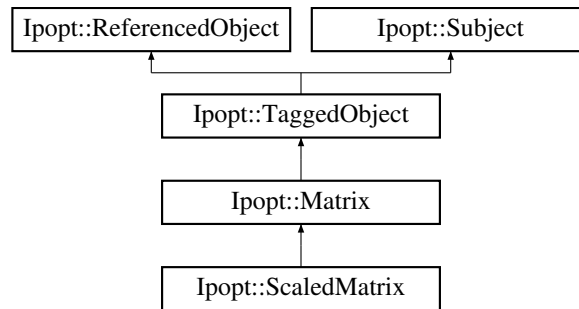 Ipopt::ReferencedObject Ipopt::Subject
Ipopt::TaggedObject
Ipopt::Matrix
Ipopt::ScaledMatrix